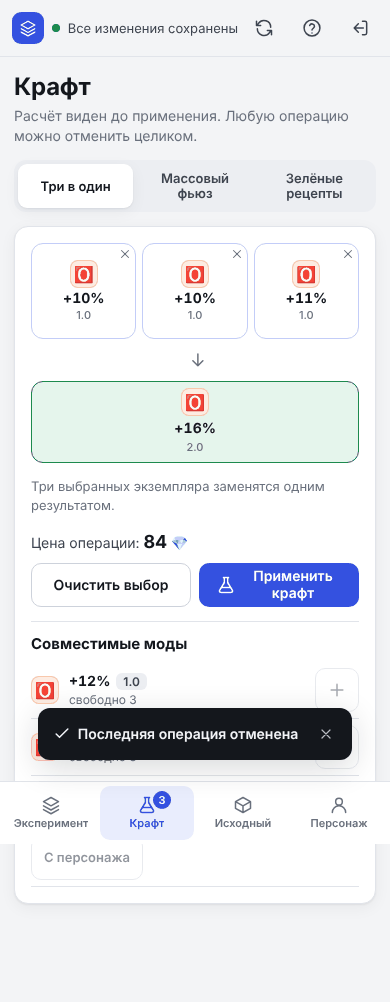 Все изменения сохранены
Крафт
Расчёт виден до применения. Любую операцию
можно отменить целиком.
Три в один
Массовый
фьюз
Зелёные
рецепты
+10%
1.0
+10%
1.0
+11%
1.0
+16%
2.0
Три выбранных экземпляра заменятся одним
результатом.
Цена операции: 84 💎
Очистить выбор
Применить
крафт
Совместимые моды
+12% 1.0
свободно 3
Последняя операция отменена
Эксперимент
3
Крафт
Исходный
Персонаж
С персонажа